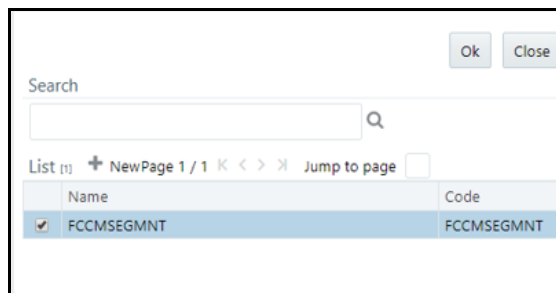 Ok Close
Search
List [1] NewPage 1 / 1 Jump to page
Name Code
FCCMSEGMNT FCCMSEGMNT